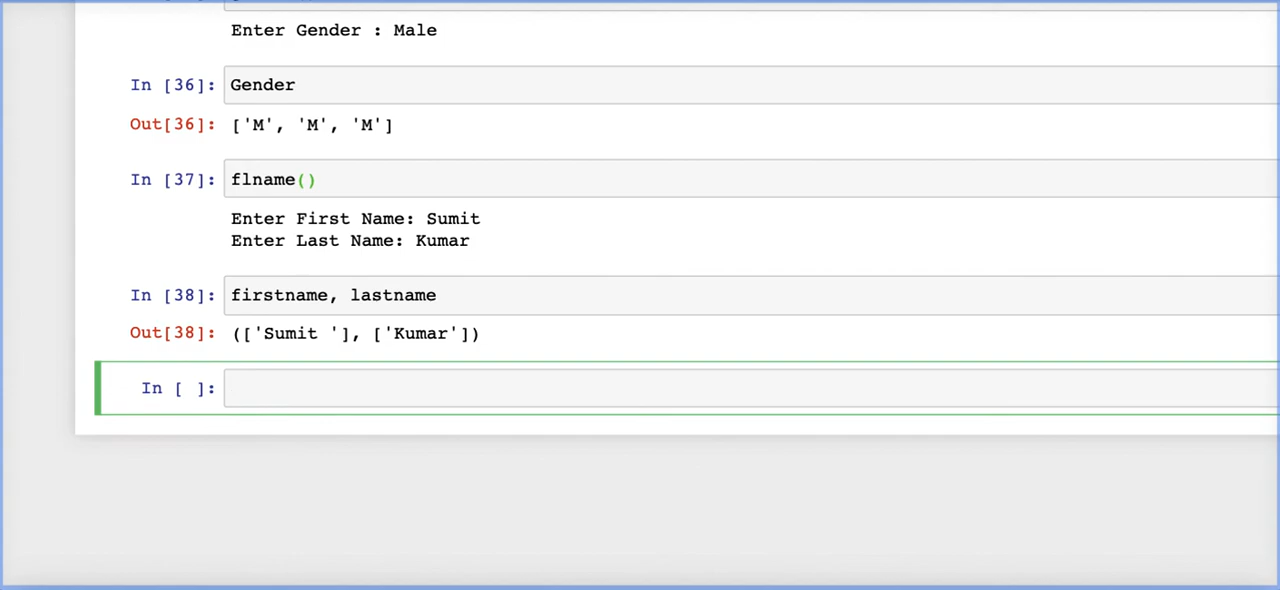 Enter Gender : Male
In [36]: Gender
Out[36]: ['M', 'M', 'M']
In [37]: flname()
Enter First Name: Sumit
Enter Last Name: Kumar
In [38]: firstname, lastname
Out[38]: (['Sumit '], ['Kumar'])
In [ ]: